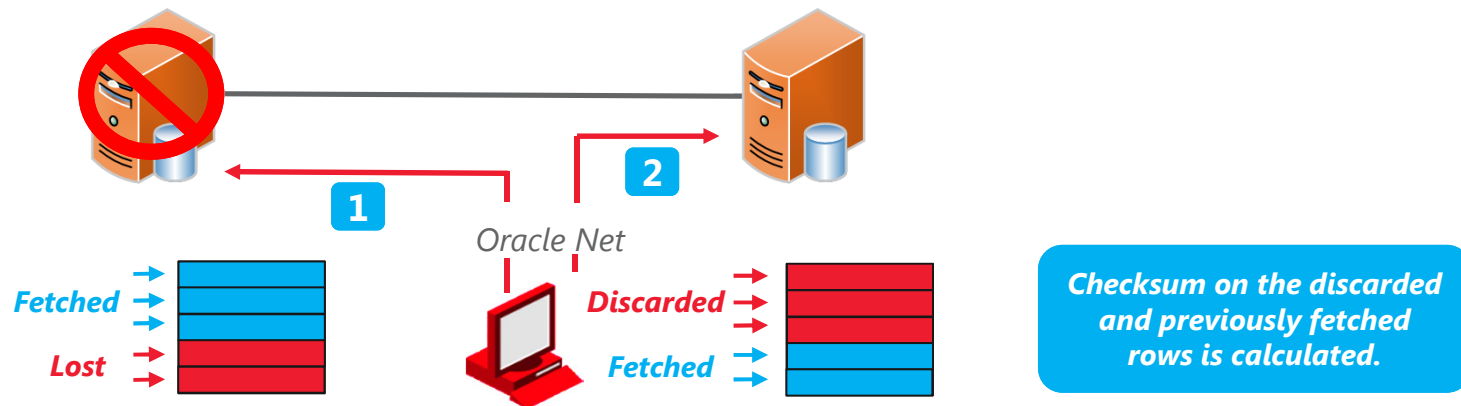 2
1
Oracle Net
Fetched
Lost
Discarded
Fetched
Checksum on the discarded
and previously fetched
rows is calculated.